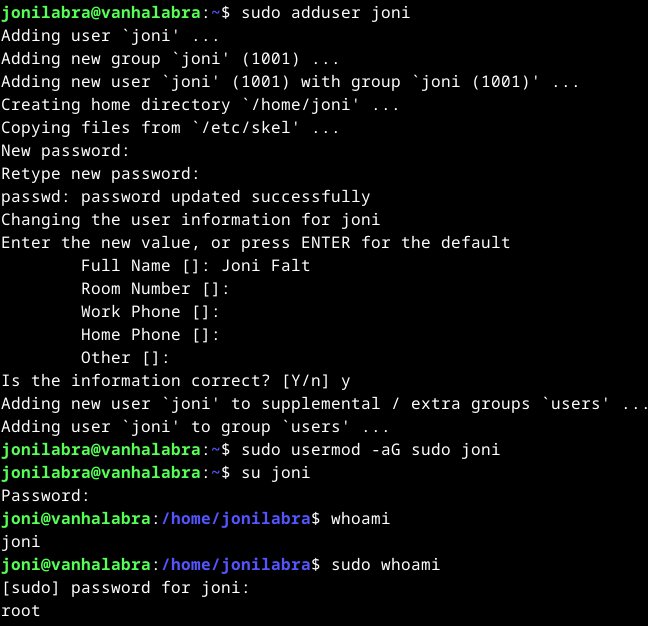 jonilabra@vanhalabra:~$ sudo adduser joni
Adding user `joni' ...
Adding new group `joni' (1001) ...
Adding new user `joni' (1001) with group `joni (1001)' ...
Creating home directory `/home/joni' ...
Copying files from `/etc/skel' ...
New password:
Retype new password:
passwd: password updated successfully
Changing the user information for joni
Enter the new value, or press ENTER for the default
        Full Name []: Joni Falt
        Room Number []:
        Work Phone []:
        Home Phone []:
        Other []:
Is the information correct? [Y/n] y
Adding new user `joni' to supplemental / extra groups `users' ...
Adding user `joni' to group `users' ...
jonilabra@vanhalabra:~$ sudo usermod -aG sudo joni
jonilabra@vanhalabra:~$ su joni
Password:
joni@vanhalabra:/home/jonilabra$ whoami
joni
joni@vanhalabra:/home/jonilabra$ sudo whoami
[sudo] password for joni:
root